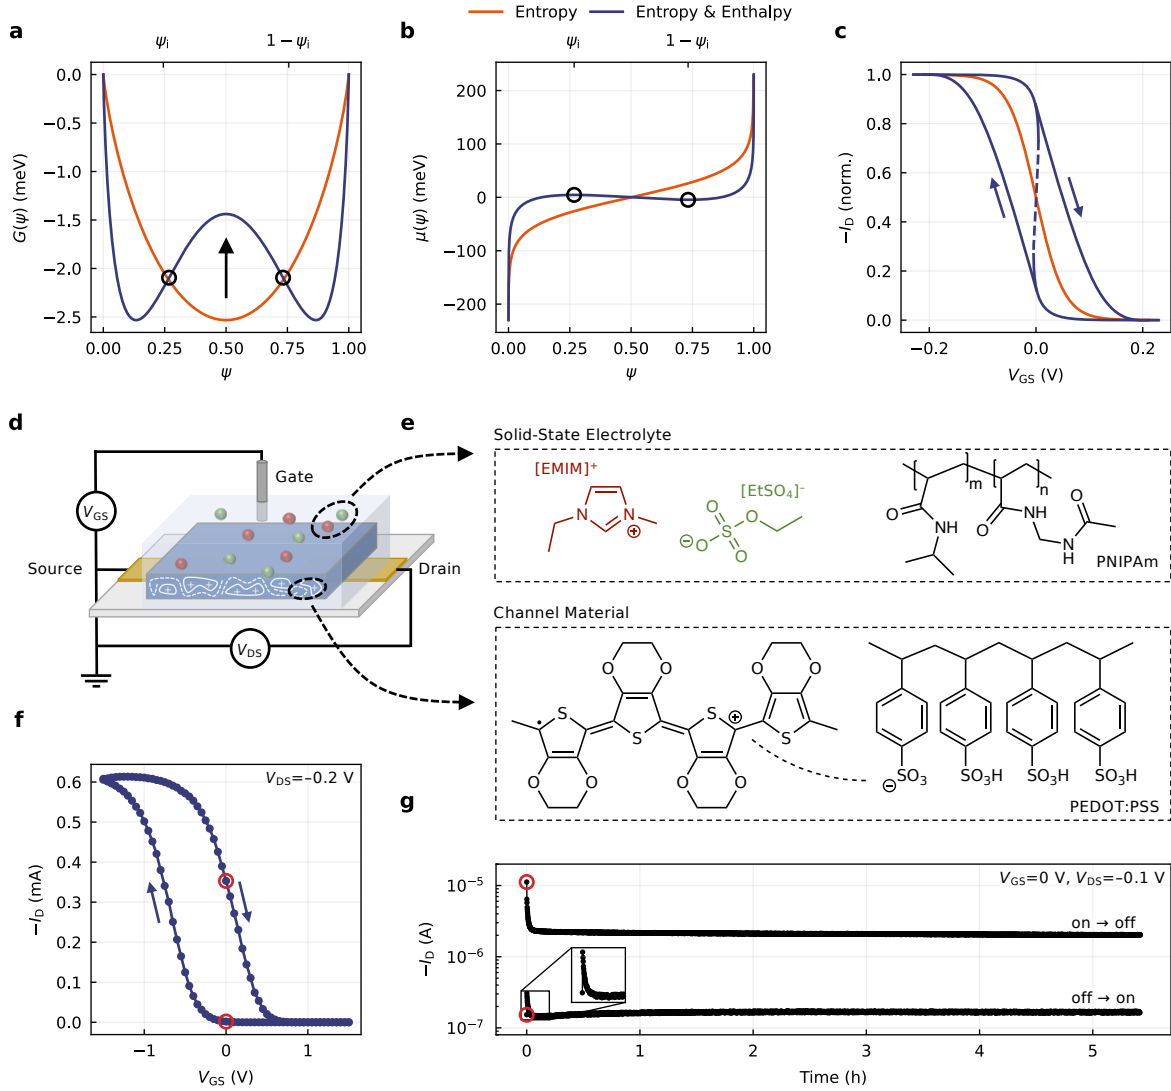 Entropy
Entropy & Enthalpy
a
ψi
1 − ψi
G(ψ) (meV)
0.0
−0.5
−1.0
−1.5
−2.0
−2.5
0.00
0.25
0.50
0.75
1.00
ψ
b
ψi
1 − ψi
μ(ψ) (meV)
200
100
0
−100
−200
0.00
0.25
0.50
0.75
1.00
ψ
c
−ID (norm.)
1.0
0.8
0.6
0.4
0.2
0.0
−0.2
0.0
0.2
VGS (V)
d
Gate
VGS
Source
Drain
VDS
e
Solid-State Electrolyte
[EMIM]+
N
N
⊕
[EtSO4]-
O
O
S
O
⊖O
m
n
O
O
NH
NH
O
NH
PNIPAm
Channel Material
O
O
O
O
S
S
⊕
S
S
O
O
O
O
SO3
SO3H
SO3H
SO3H
⊖
PEDOT:PSS
f
VDS=–0.2 V
−ID (mA)
0.6
0.5
0.4
0.3
0.2
0.1
0.0
−1
0
1
VGS (V)
g
VGS=0 V, VDS=–0.1 V
−ID (A)
10−5
10−6
10−7
on → off
off → on
0
1
2
3
4
5
Time (h)